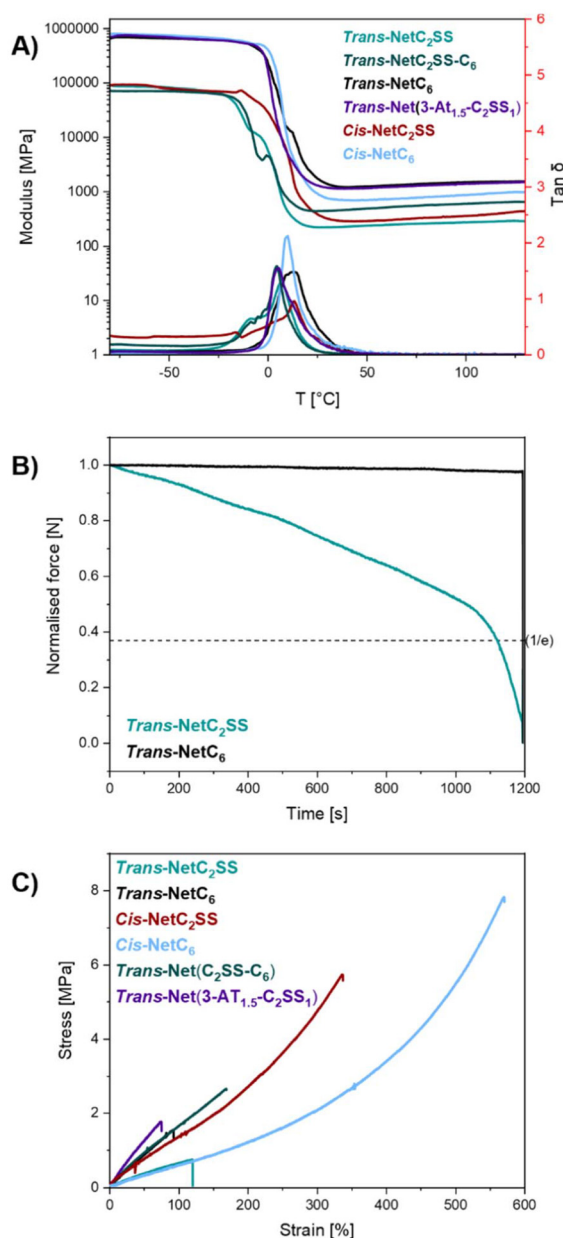 A)
Trans-NetC₂SS
Trans-NetC₂SS-C₆
Trans-NetC₆
Trans-Net(3-At₁.₅-C₂SS₁)
Cis-NetC₂SS
Cis-NetC₆
Modulus [MPa]
1000000
100000
10000
1000
100
10
1
Tan δ
6
5
4
3
2
1
0
-50 0 50 100
T [°C]
B)
Normalised force [N]
1.0
0.8
0.6
0.4
0.2
0.0
(1/e)
Trans-NetC₂SS
Trans-NetC₆
0 200 400 600 800 1000 1200
Time [s]
C)
Trans-NetC₂SS
Trans-NetC₆
Cis-NetC₂SS
Cis-NetC₆
Trans-Net(C₂SS-C₆)
Trans-Net(3-AT₁.₅-C₂SS₁)
Stress [MPa]
8
6
4
2
0
0 100 200 300 400 500 600
Strain [%]